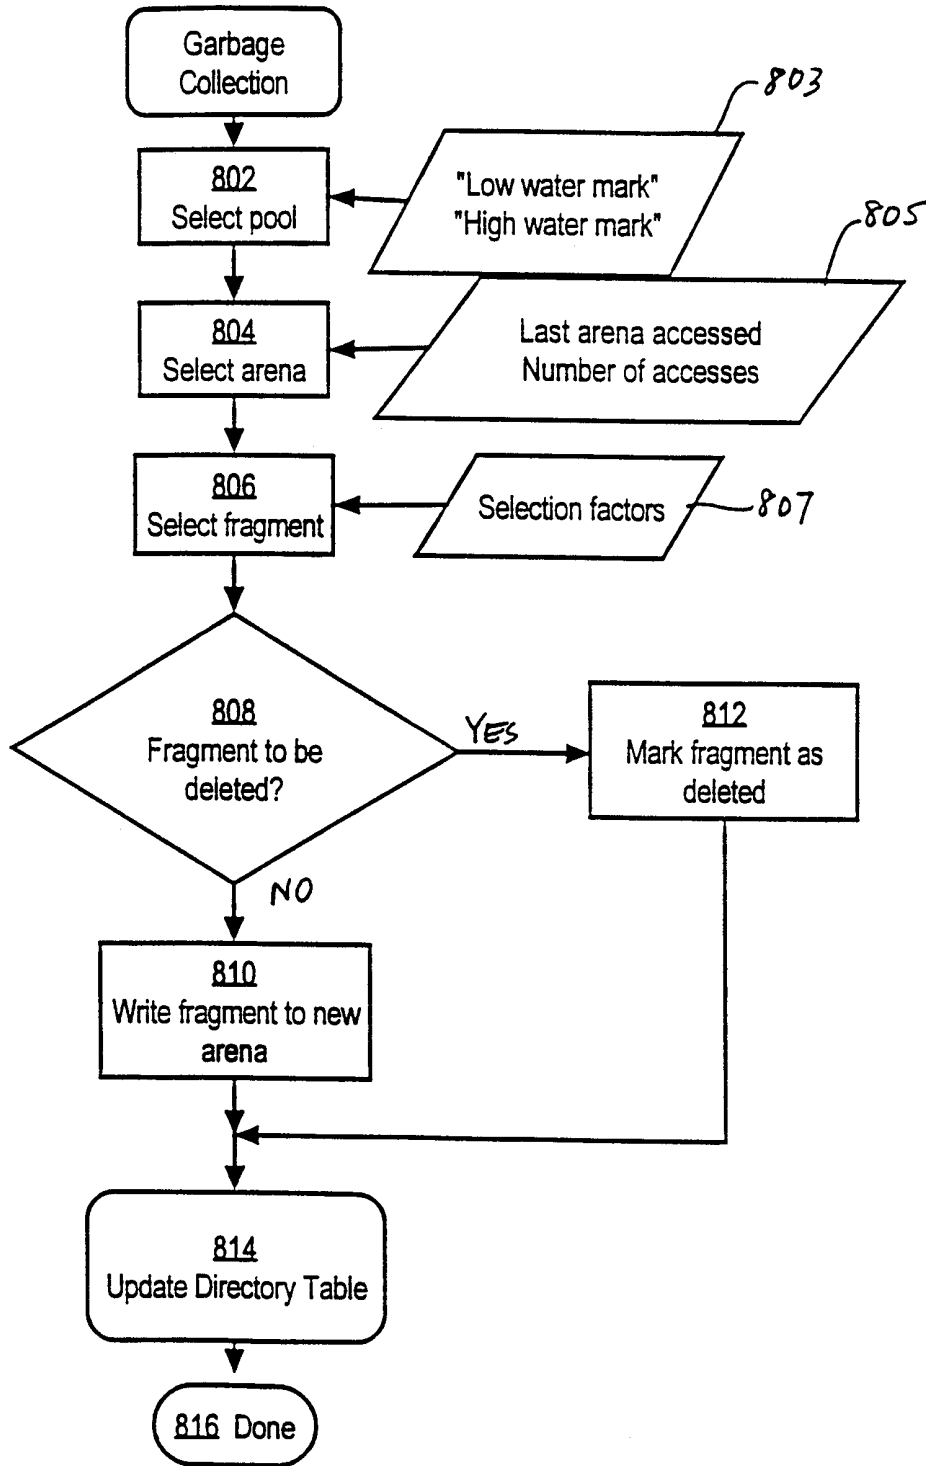 Garbage
Collection
803
802
Select pool
"Low water mark"
"High water mark"
805
804
Select arena
Last arena accessed
Number of accesses
806
Select fragment
Selection factors
807
808
Fragment to be
deleted?
YES
812
Mark fragment as
deleted
NO
810
Write fragment to new
arena
814
Update Directory Table
816 Done